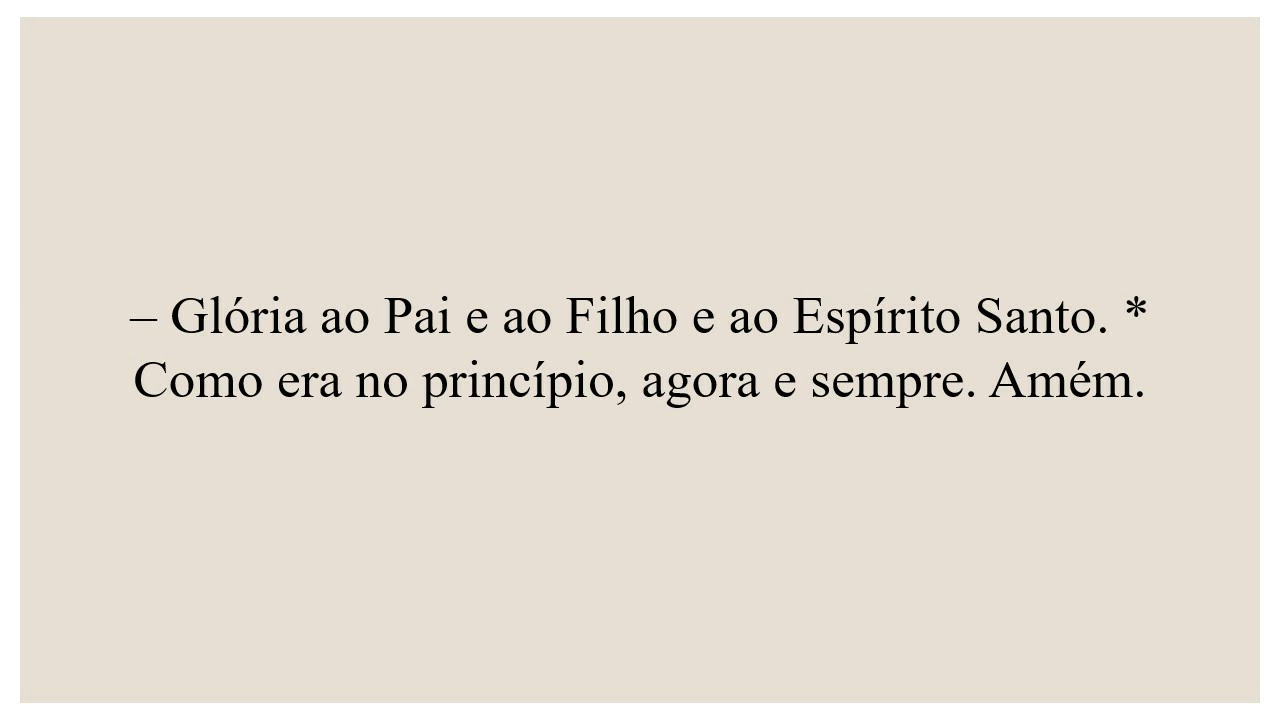 – Glória ao Pai e ao Filho e ao Espírito Santo. *
Como era no princípio, agora e sempre. Amém.